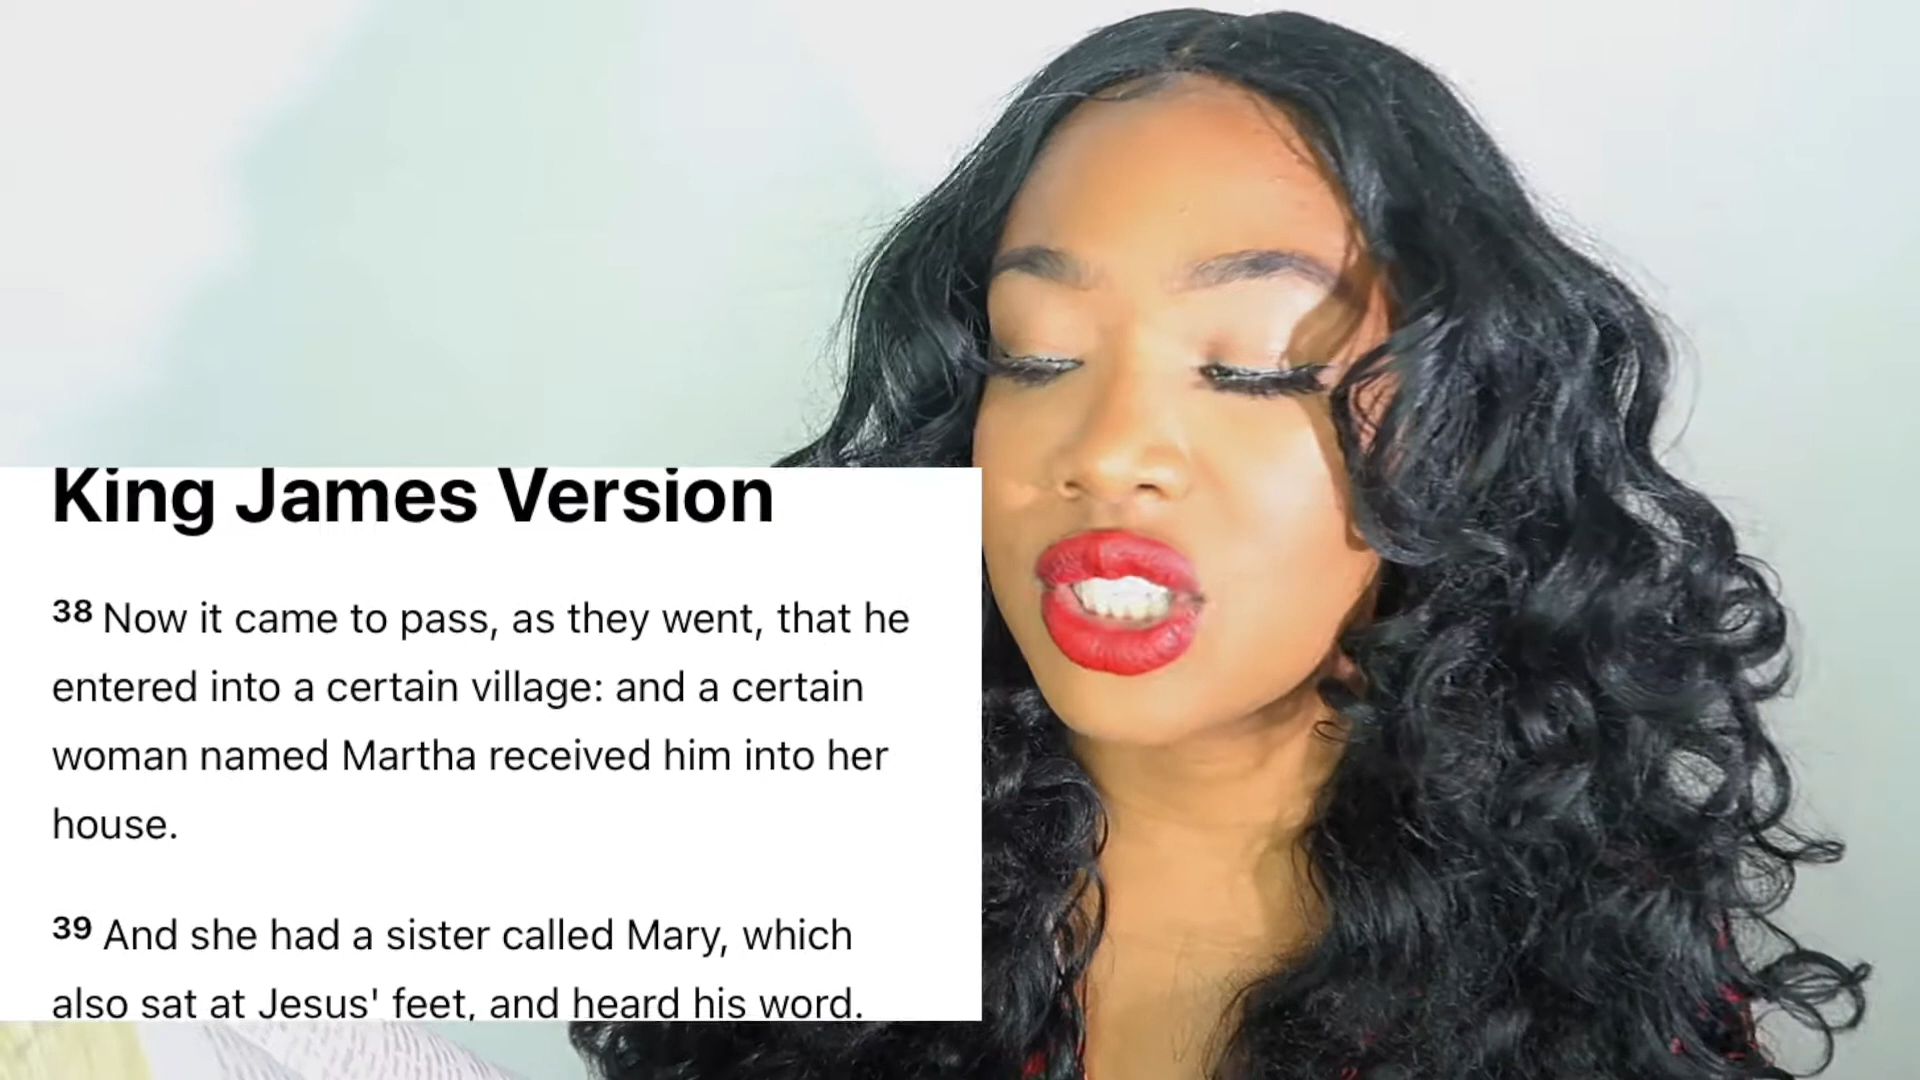 King James Version
38 Now it came to pass, as they went, that he
entered into a certain village: and a certain
woman named Martha received him into her
house.
39 And she had a sister called Mary, which
also sat at Jesus' feet, and heard his word.